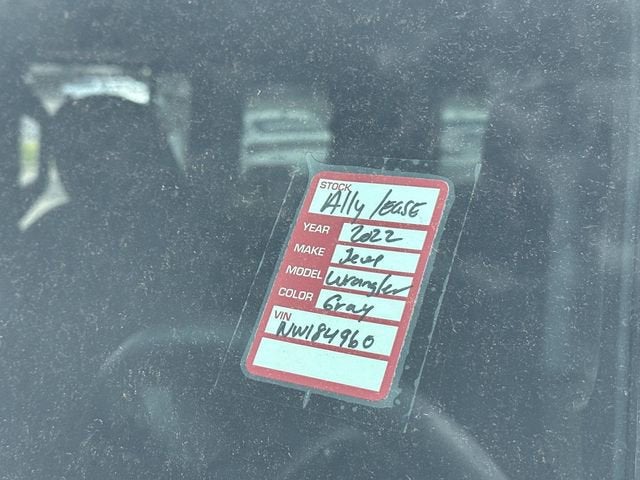 STOCK
Ally lease
YEAR 2022
MAKE Jeep
MODEL Wrangler
COLOR Gray
VIN
NW184960